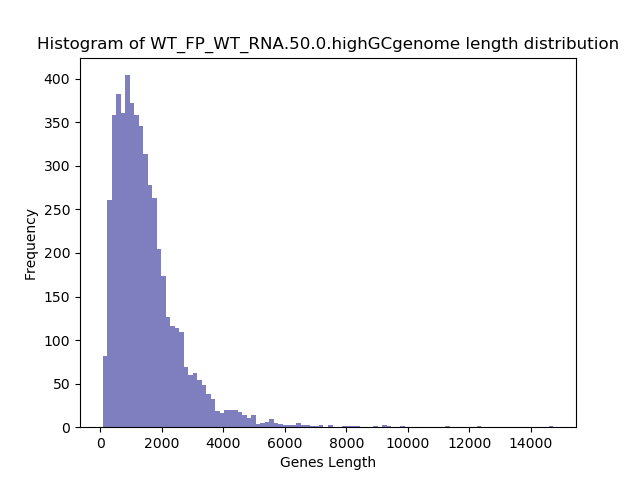 Histogram of WT_FP_WT_RNA.50.0.highGCgenome length distribution
400
350
300
250
200
150
100
50
0
Frequency
0 2000 4000 6000 8000 10000 12000 14000
Genes Length